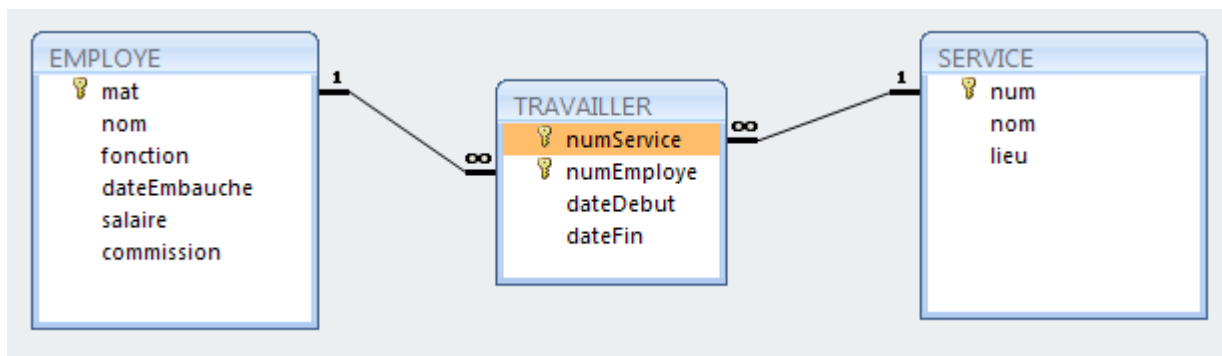 EMPLOYE
mat
nom
fonction
dateEmbauche
salaire
commission
1
∞
TRAVAILLER
numService
numEmploye
dateDebut
dateFin
∞
1
SERVICE
num
nom
lieu